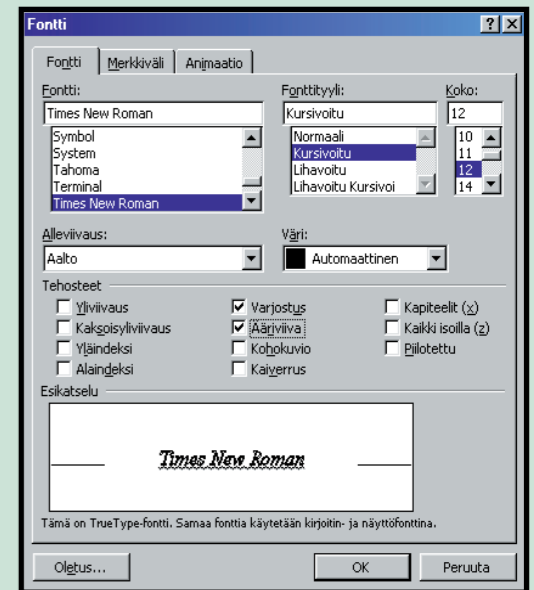 Fontti
Fontti Merkkiväli Animaatio
Fontti: Fonttityyli: Koko:
Times New Roman Kursivoitu 12
Symbol Normaali 10
System Kursivoitu 11
Tahoma Lihavoitu 12
Terminal Lihavoitu Kursivoi 14
Times New Roman
Alleviivaus: Väri:
Aalto Automaattinen
Tehosteet
Yliviivaus Varjostus Kapiteelit (x)
Kaksoisyliviivaus Ääriviiva Kaikki isoilla (z)
Yläindeksi Kohokuvio Piilotettu
Alaindeksi Kaiverrus
Esikatselu
Times New Roman
Tämä on TrueType-fontti. Samaa fonttia käytetään kirjoitin- ja näyttöfonttina.
Oletus... OK Peruuta